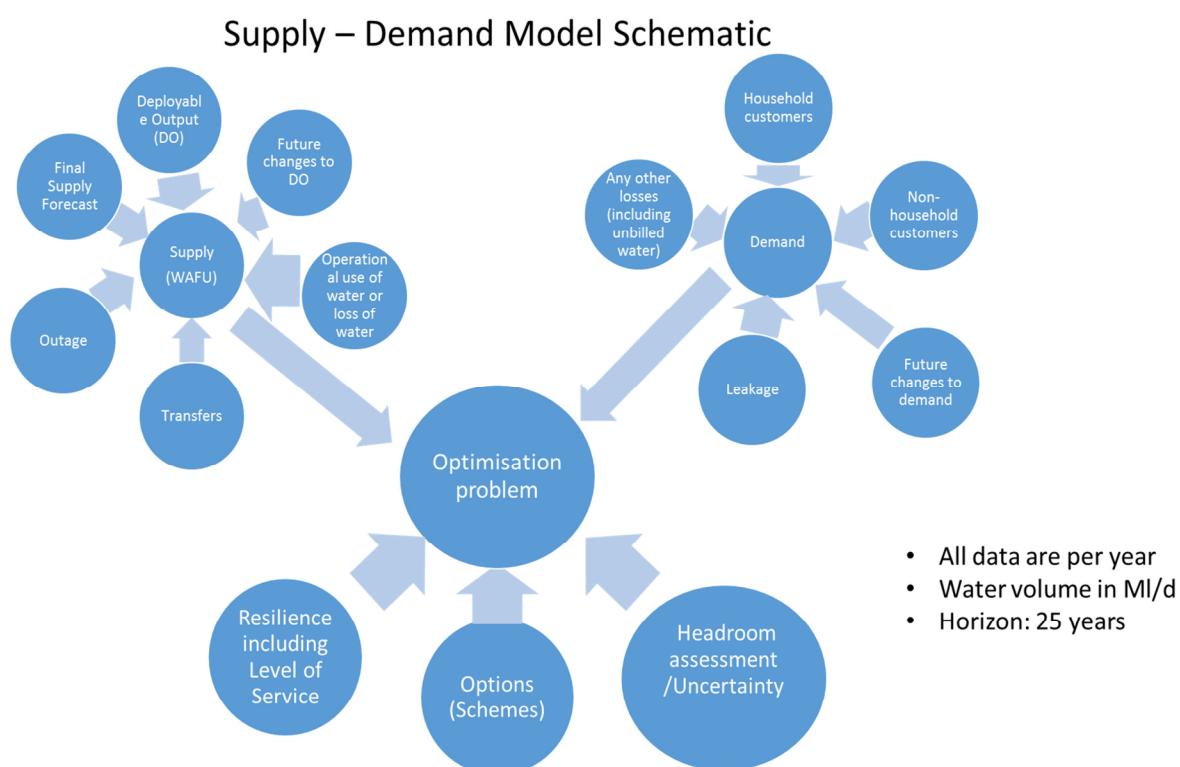 Supply – Demand Model Schematic
Deployabl
e Output
(DO)
Future
changes to
DO
Final
Supply
Forecast
Supply
(WAFU)
Operation
al use of
water or
loss of
water
Outage
Transfers
Household
customers
Any other
losses
(including
unbilled
water)
Demand
Non-
household
customers
Leakage
Future
changes to
demand
Optimisation
problem
Resilience
including
Level of
Service
Options
(Schemes)
Headroom
assessment
/Uncertainty
• All data are per year
• Water volume in Ml/d
• Horizon: 25 years